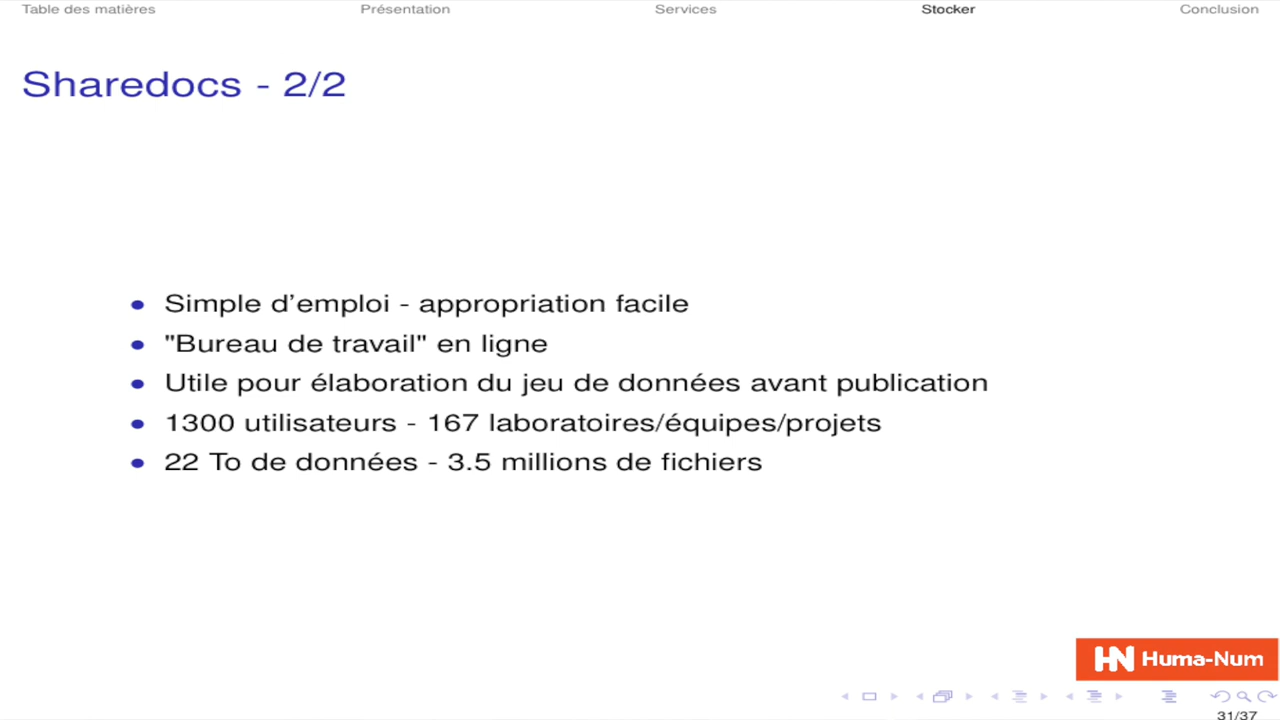 Table des matières Présentation Services Stocker Conclusion
Sharedocs - 2/2
Simple d'emploi - appropriation facile
"Bureau de travail" en ligne
Utile pour élaboration du jeu de données avant publication
1300 utilisateurs - 167 laboratoires/équipes/projets
22 To de données - 3.5 millions de fichiers
HN Huma-Num
31/37